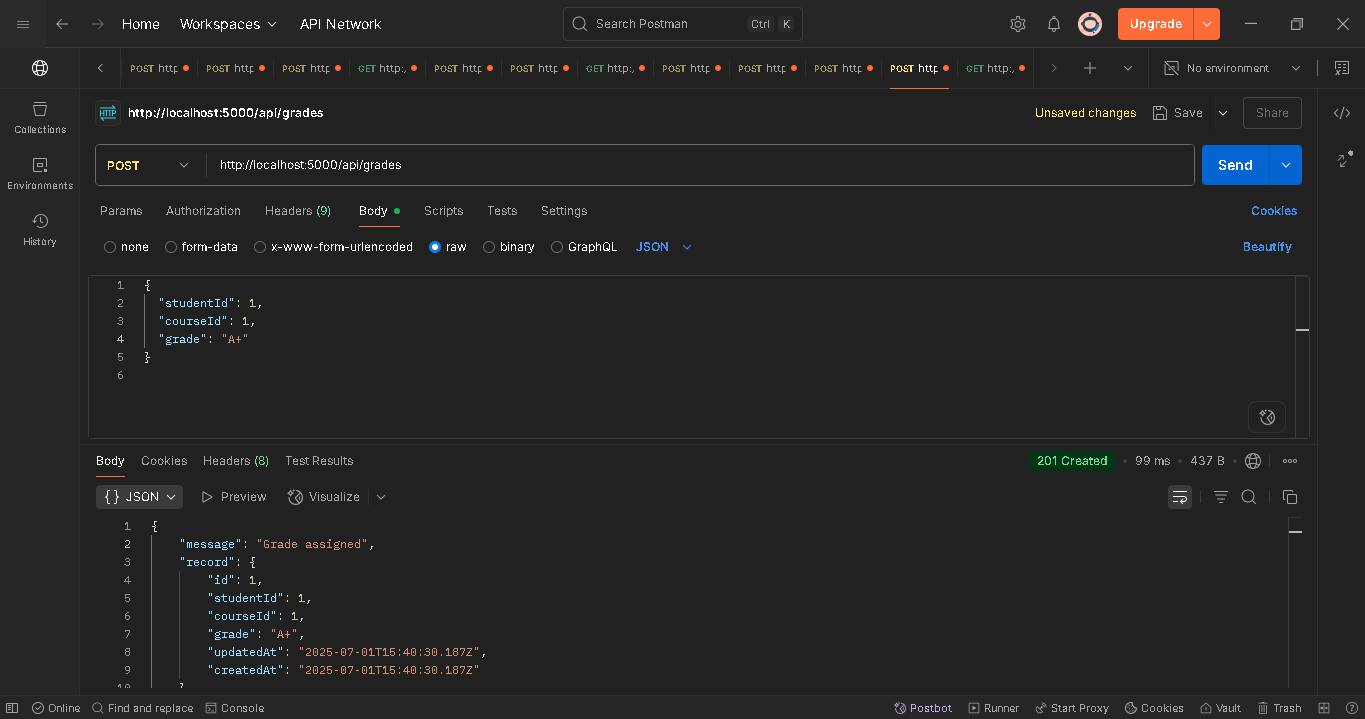 Home Workspaces API Network Search Postman Ctrl K Upgrade
POST http POST http POST http GET http:, POST http POST http GET http:, POST http POST http POST http POST http GET http:, No environment
HTTP http://localhost:5000/api/grades Unsaved changes Save Share
Collections
Environments
History
POST http://localhost:5000/api/grades Send
Params Authorization Headers (9) Body Scripts Tests Settings Cookies
none form-data x-www-form-urlencoded raw binary GraphQL JSON Beautify
1 {
2 "studentId": 1,
3 "courseId": 1,
4 "grade": "A+"
5 }
6
Body Cookies Headers (8) Test Results 201 Created • 99 ms • 437 B
{} JSON Preview Visualize
1 {
2 "message": "Grade assigned",
3 "record": {
4 "id": 1,
5 "studentId": 1,
6 "courseId": 1,
7 "grade": "A+",
8 "updatedAt": "2025-07-01T15:40:30.187Z",
9 "createdAt": "2025-07-01T15:40:30.187Z"
10 }
Online Find and replace Console Postbot Runner Start Proxy Cookies Vault Trash